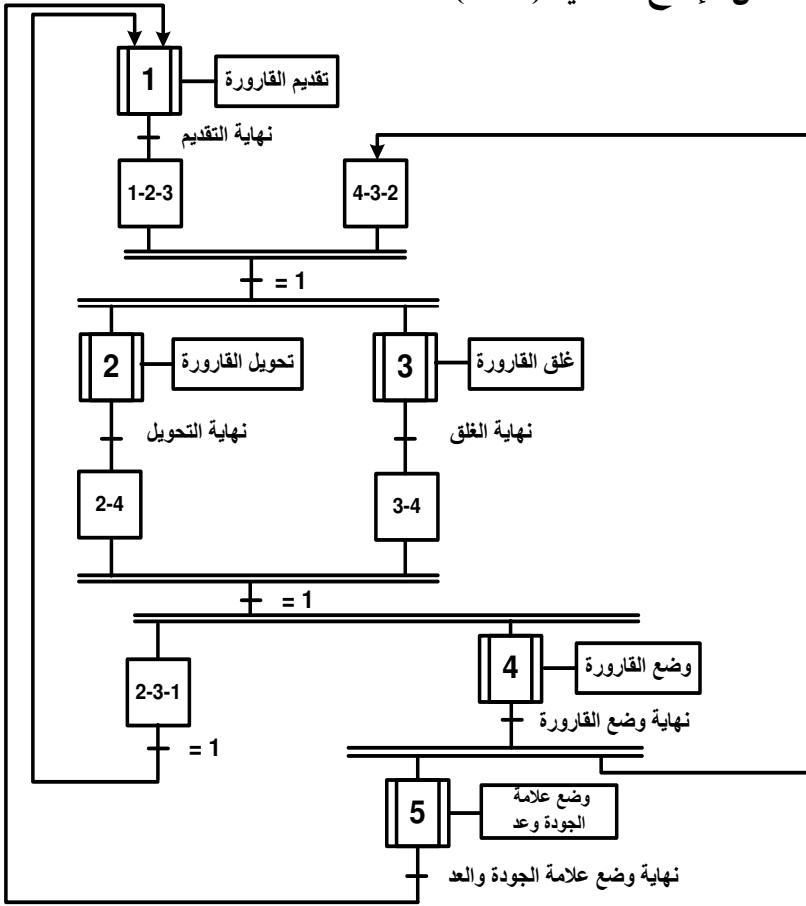 1
تقديم القارورة
نهاية التقديم
1-2-3
4-3-2
= 1
2
تحويل القارورة
3
غلق القارورة
نهاية التحويل
نهاية الغلق
2-4
3-4
= 1
2-3-1
= 1
4
وضع القارورة
نهاية وضع القارورة
5
وضع علامة
الجودة وعد
نهاية وضع علامة الجودة والعد